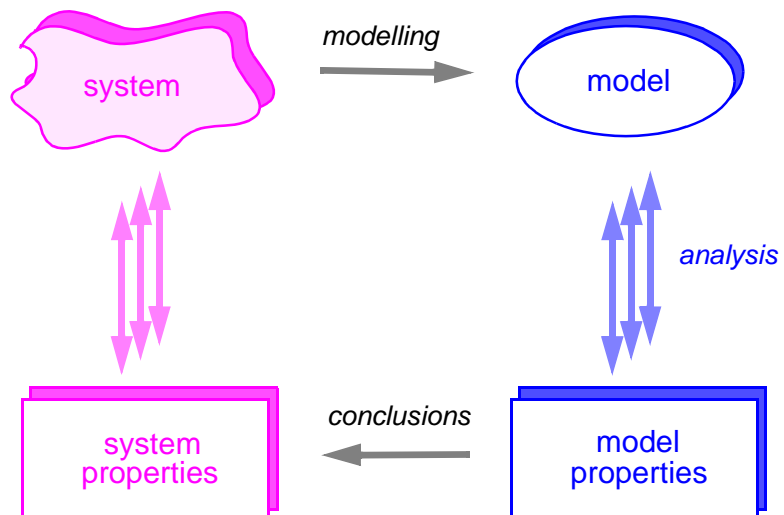 modelling
system
model
analysis
conclusions
system
properties
model
properties